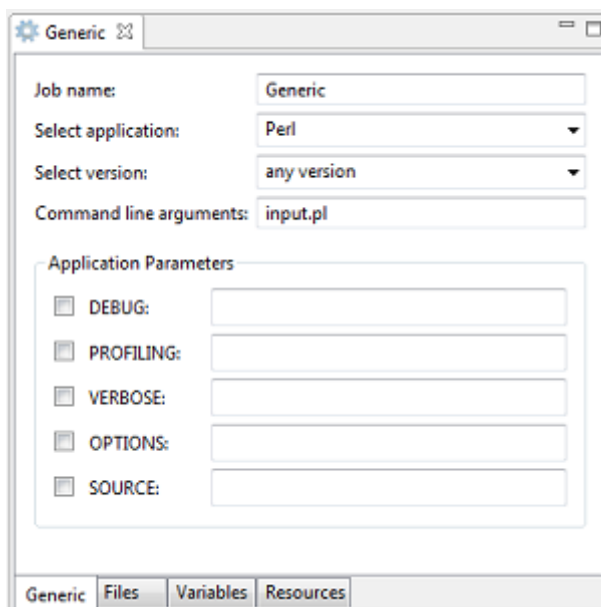 Generic
Job name: Generic
Select application: Perl
Select version: any version
Command line arguments: input.pl
Application Parameters
DEBUG:
PROFILING:
VERBOSE:
OPTIONS:
SOURCE:
Generic Files Variables Resources